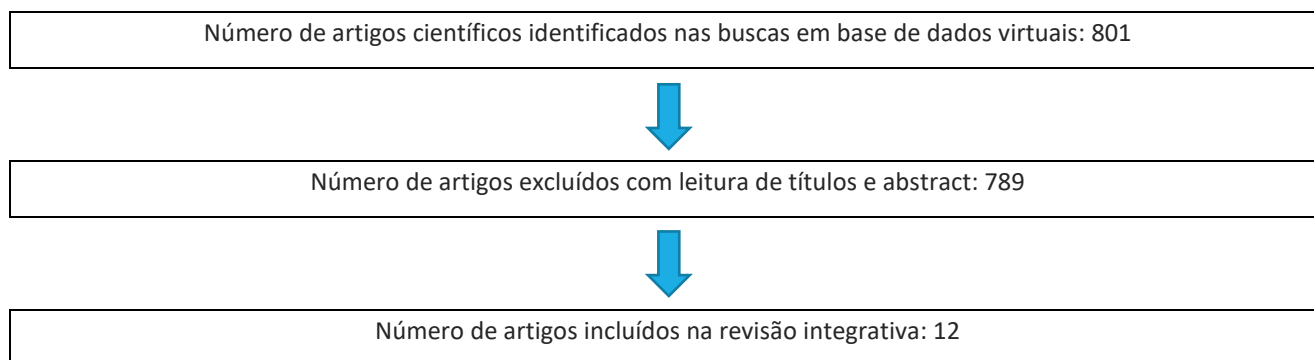 Número de artigos científicos identificados nas buscas em base de dados virtuais: 801
Número de artigos excluídos com leitura de títulos e abstract: 789
Número de artigos incluídos na revisão integrativa: 12